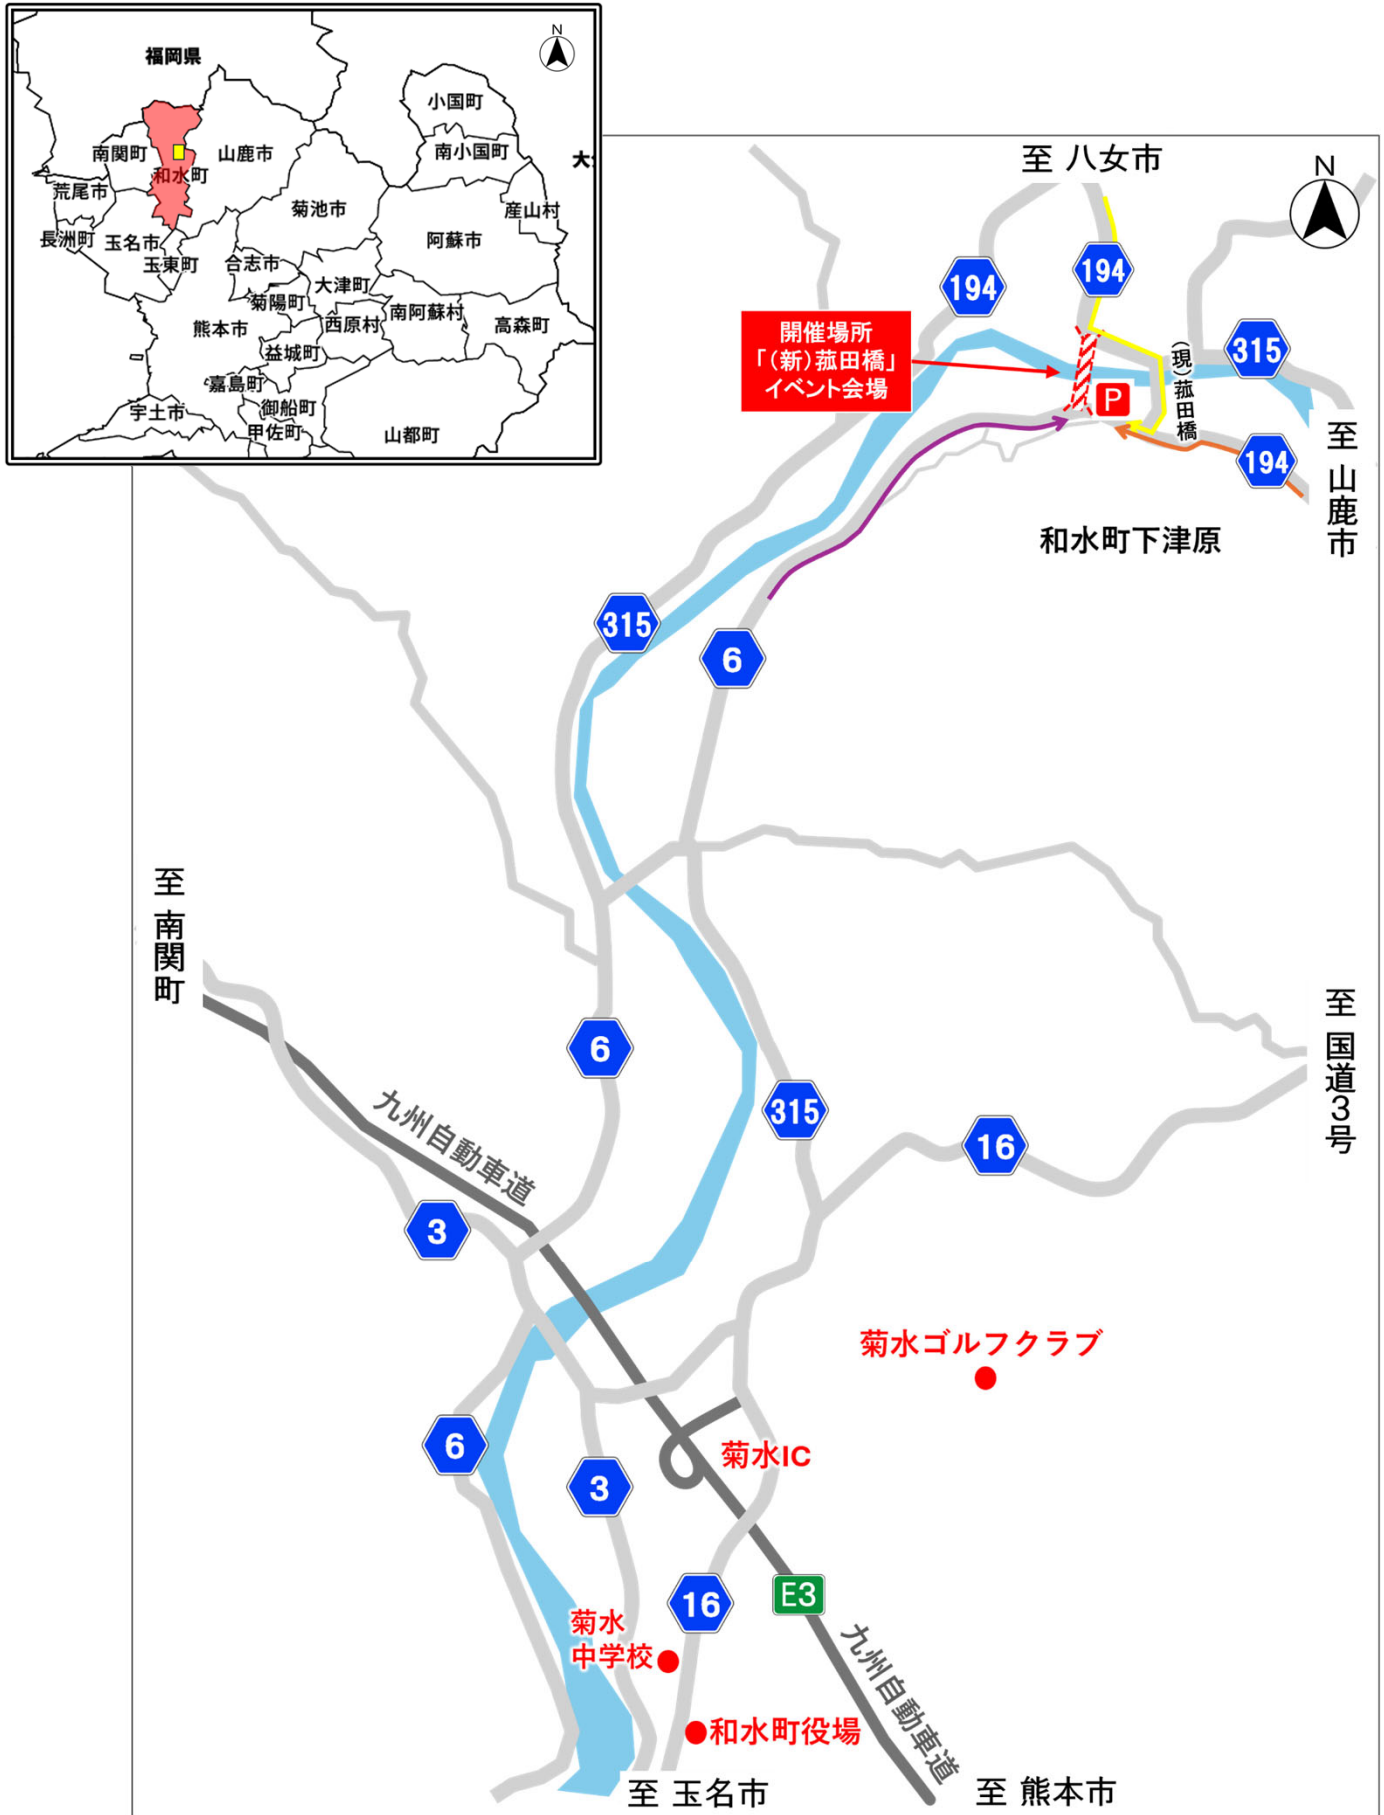 福岡県
N
小国町
南関町
山鹿市
南小国町
和水町
荒尾市
菊池市
産山村
長洲町
玉名市
阿蘇市
玉東町
合志市
大津町
菊陽町
南阿蘇村
熊本市
西原村
高森町
益城町
嘉島町
御船町
宇土市
甲佐町
山都町
至 八女市
N
194
194
開催場所
「(新)菰田橋」
イベント会場
315
P
(現)菰田橋
194
至 山鹿市
和水町下津原
315
6
至 南関町
至 国道3号
6
九州自動車道
315
16
3
菊水ゴルフクラブ
6
菊水IC
3
E3
16
菊水
中学校
九州自動車道
和水町役場
至 玉名市
至 熊本市